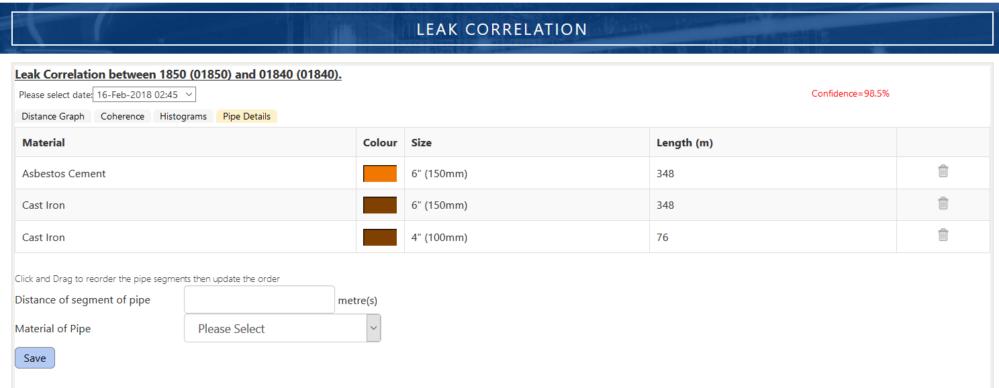 LEAK CORRELATION
Leak Correlation between 1850 (01850) and 01840 (01840).
Please select date: 16-Feb-2018 02:45
Confidence=98.5%
Distance Graph Coherence Histograms Pipe Details
Material Colour Size Length (m)
Asbestos Cement 6" (150mm) 348
Cast Iron 6" (150mm) 348
Cast Iron 4" (100mm) 76
Click and Drag to reorder the pipe segments then update the order
Distance of segment of pipe metre(s)
Material of Pipe Please Select
Save